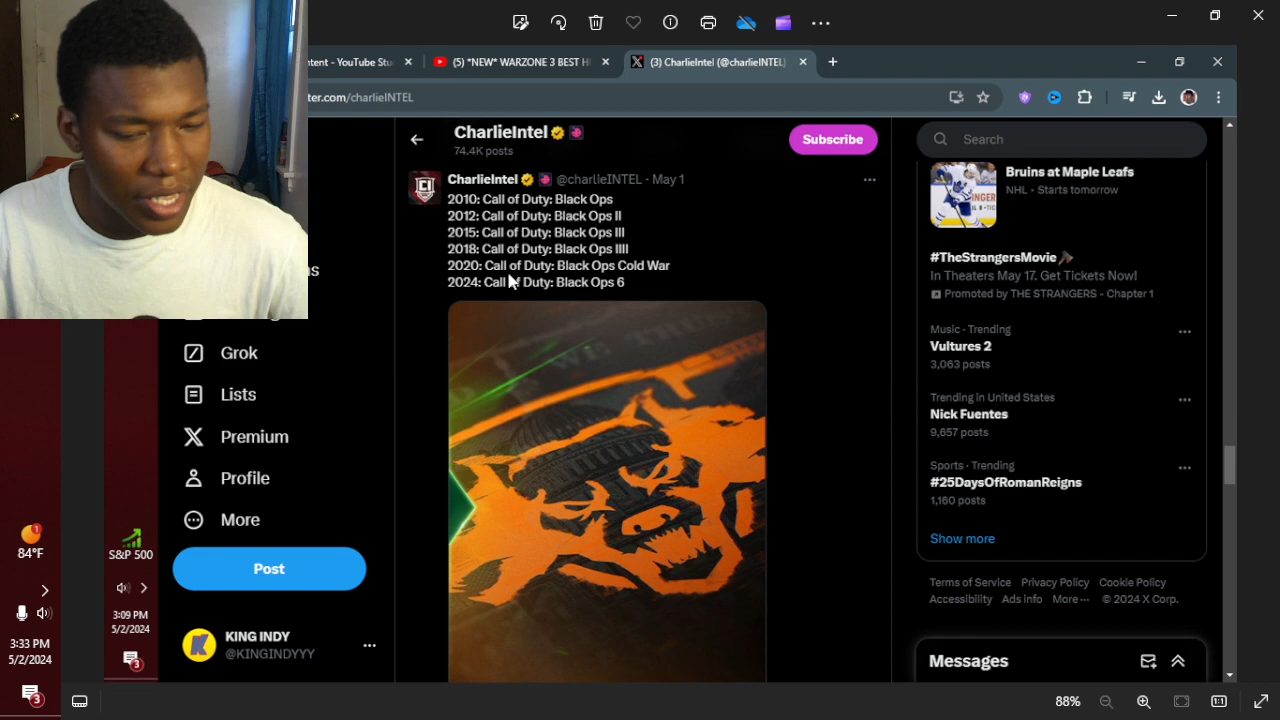 ntent - YouTube Stu
(5) *NEW* WARZONE 3 BEST H
(3) CharlieIntel (@charlieINTEL)
ter.com/charlieINTEL
CharlieIntel
74.4K posts
Subscribe
Search
CharlieIntel @charlieINTEL · May 1
2010: Call of Duty: Black Ops
2012: Call of Duty: Black Ops II
2015: Call of Duty: Black Ops III
2018: Call of Duty: Black Ops IIII
2020: Call of Duty: Black Ops Cold War
2024: Call of Duty: Black Ops 6
Bruins at Maple Leafs
NHL · Starts tomorrow
#TheStrangersMovie
In Theaters May 17. Get Tickets Now!
Promoted by THE STRANGERS - Chapter 1
Music · Trending
Vultures 2
3,063 posts
Trending in United States
Nick Fuentes
9,657 posts
Sports · Trending
#25DaysOfRomanReigns
1,160 posts
Show more
Terms of Service Privacy Policy Cookie Policy
Accessibility Ads info More ··· © 2024 X Corp.
Messages
ns
Grok
Lists
Premium
Profile
More
Post
KING INDY
@KINGINDYYY
1
84°F
3:33 PM
5/2/2024
3
S&P 500
3:09 PM
5/2/2024
3
88%
1:1